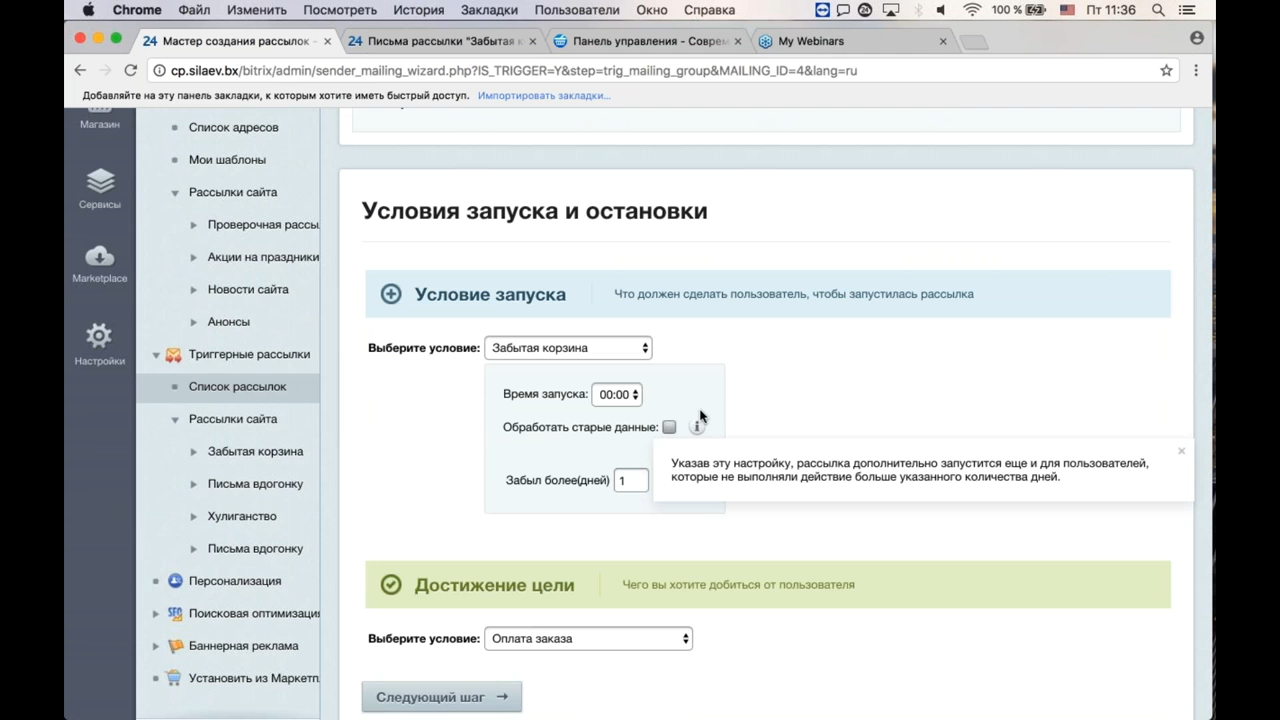 Chrome Файл Изменить Посмотреть История Закладки Пользователи Окно Справка 100 % Пт 11:36
24 Мастер создания рассылок - × 24 Письма рассылки "Забытая к × Панель управления - Соврем × My Webinars ×
cp.silaev.bx/bitrix/admin/sender_mailing_wizard.php?IS_TRIGGER=Y&step=trig_mailing_group&MAILING_ID=4&lang=ru
Добавляйте на эту панель закладки, к которым хотите иметь быстрый доступ. Импортировать закладки...
Магазин
Сервисы
Marketplace
Настройки
Список адресов
Мои шаблоны
Рассылки сайта
Проверочная рассы
Акции на праздники
Новости сайта
Анонсы
Триггерные рассылки
Список рассылок
Рассылки сайта
Забытая корзина
Письма вдогонку
Хулиганство
Письма вдогонку
Персонализация
SEO Поисковая оптимизация
Баннерная реклама
Установить из Маркетп
Условия запуска и остановки
Условие запуска Что должен сделать пользователь, чтобы запустилась рассылка
Выберите условие: Забытая корзина
Время запуска: 00:00
Обработать старые данные: i
Указав эту настройку, рассылка дополнительно запустится еще и для пользователей,
которые не выполняли действие больше указанного количества дней.
×
Забыл более(дней) 1
Достижение цели Чего вы хотите добиться от пользователя
Выберите условие: Оплата заказа
Следующий шаг →